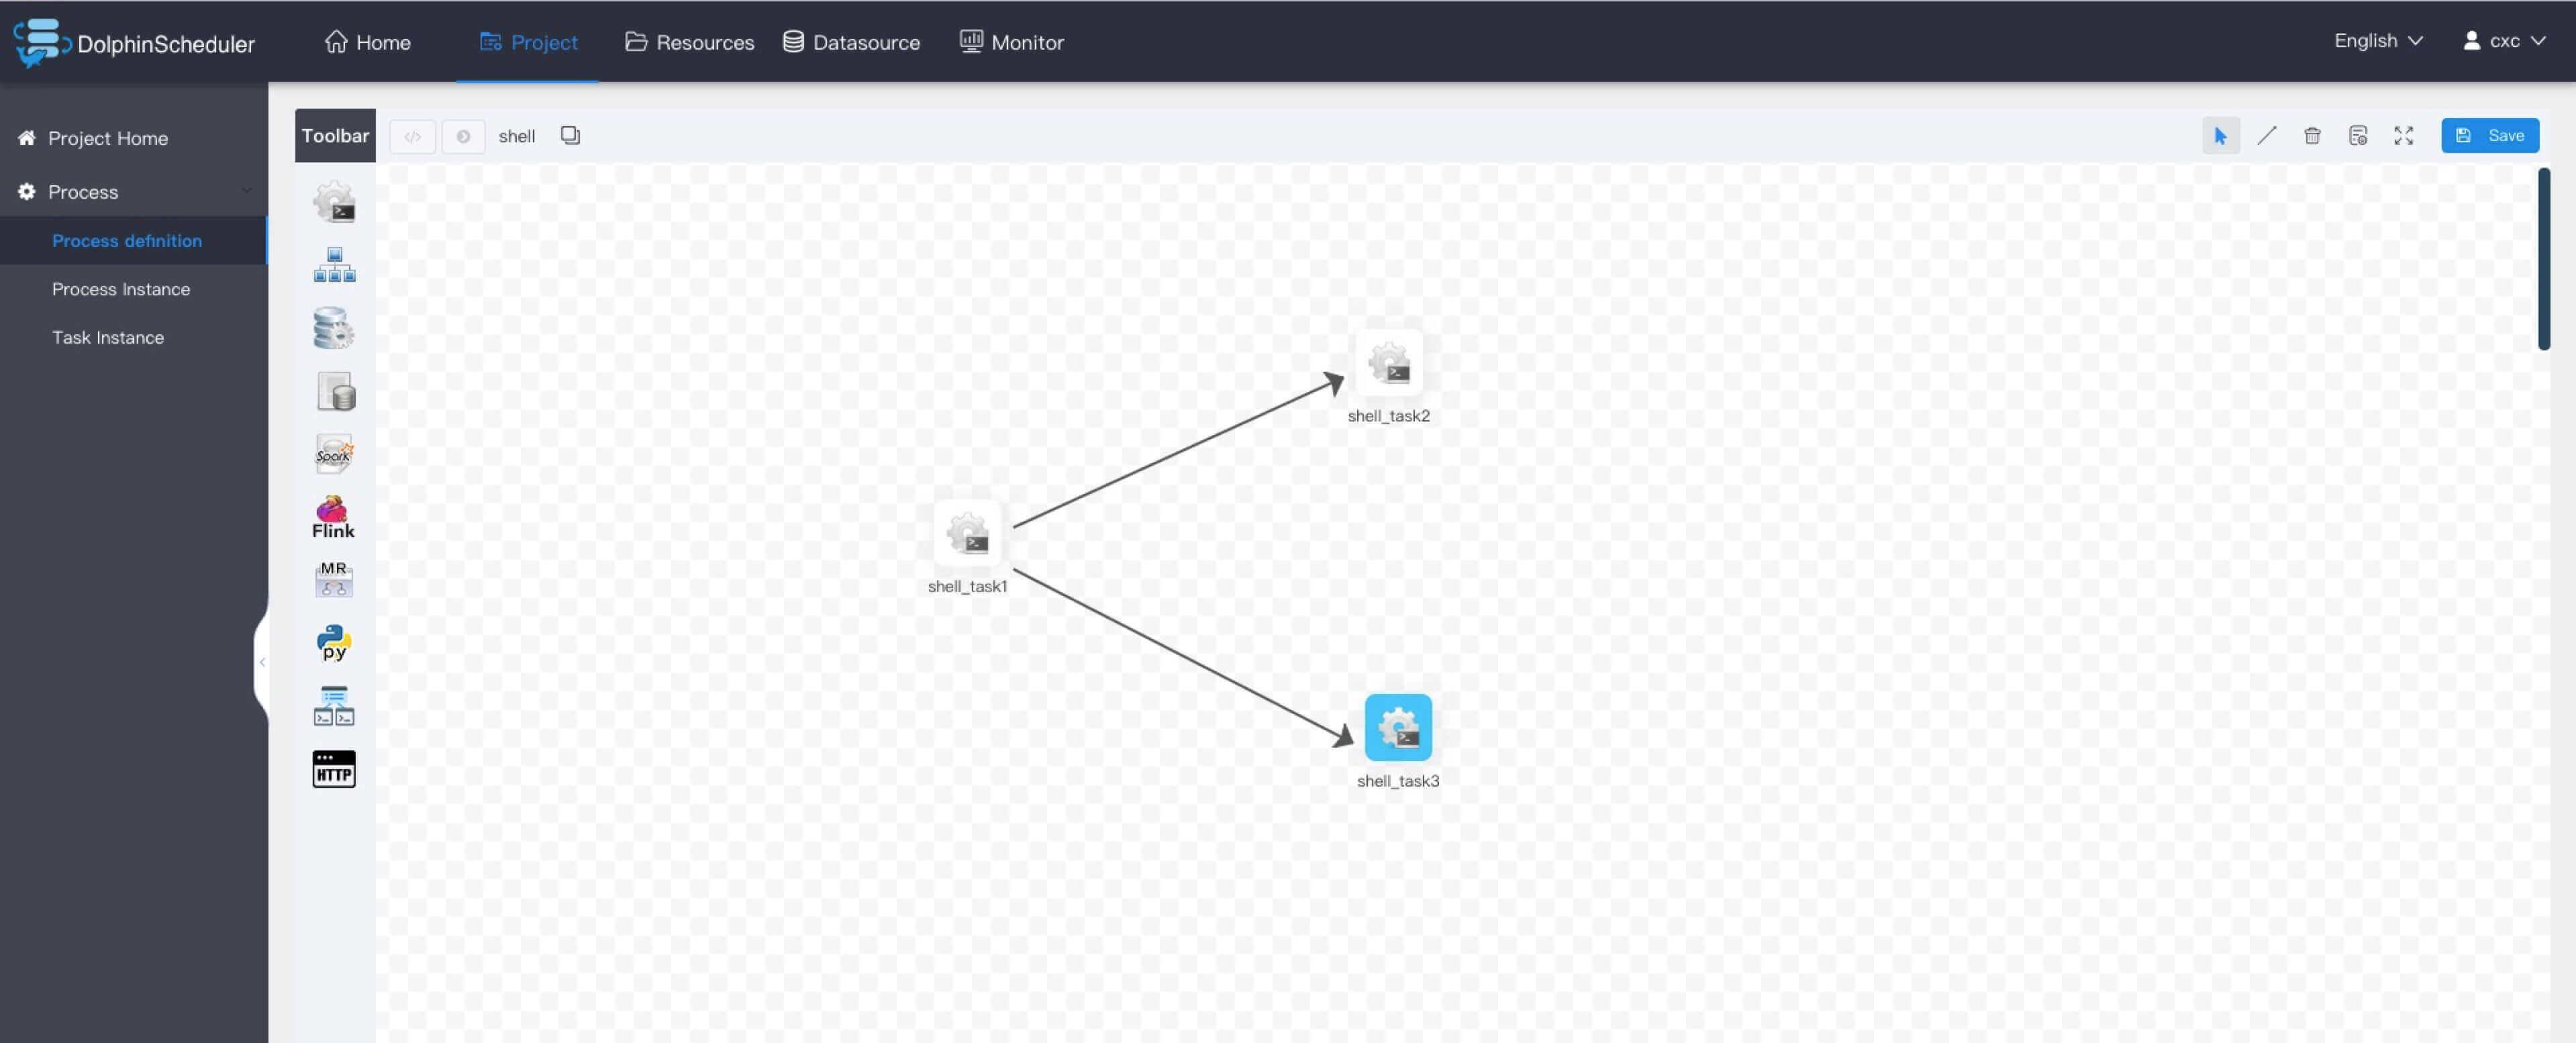 DolphinScheduler Home Project Resources Datasource Monitor English cxc
Project Home
Process
Process definition
Process Instance
Task Instance
Toolbar </> shell Save
>_
Spark
Flink
MR
py
>_ >_
HTTP
>_
shell_task2
>_
shell_task1
>_
shell_task3